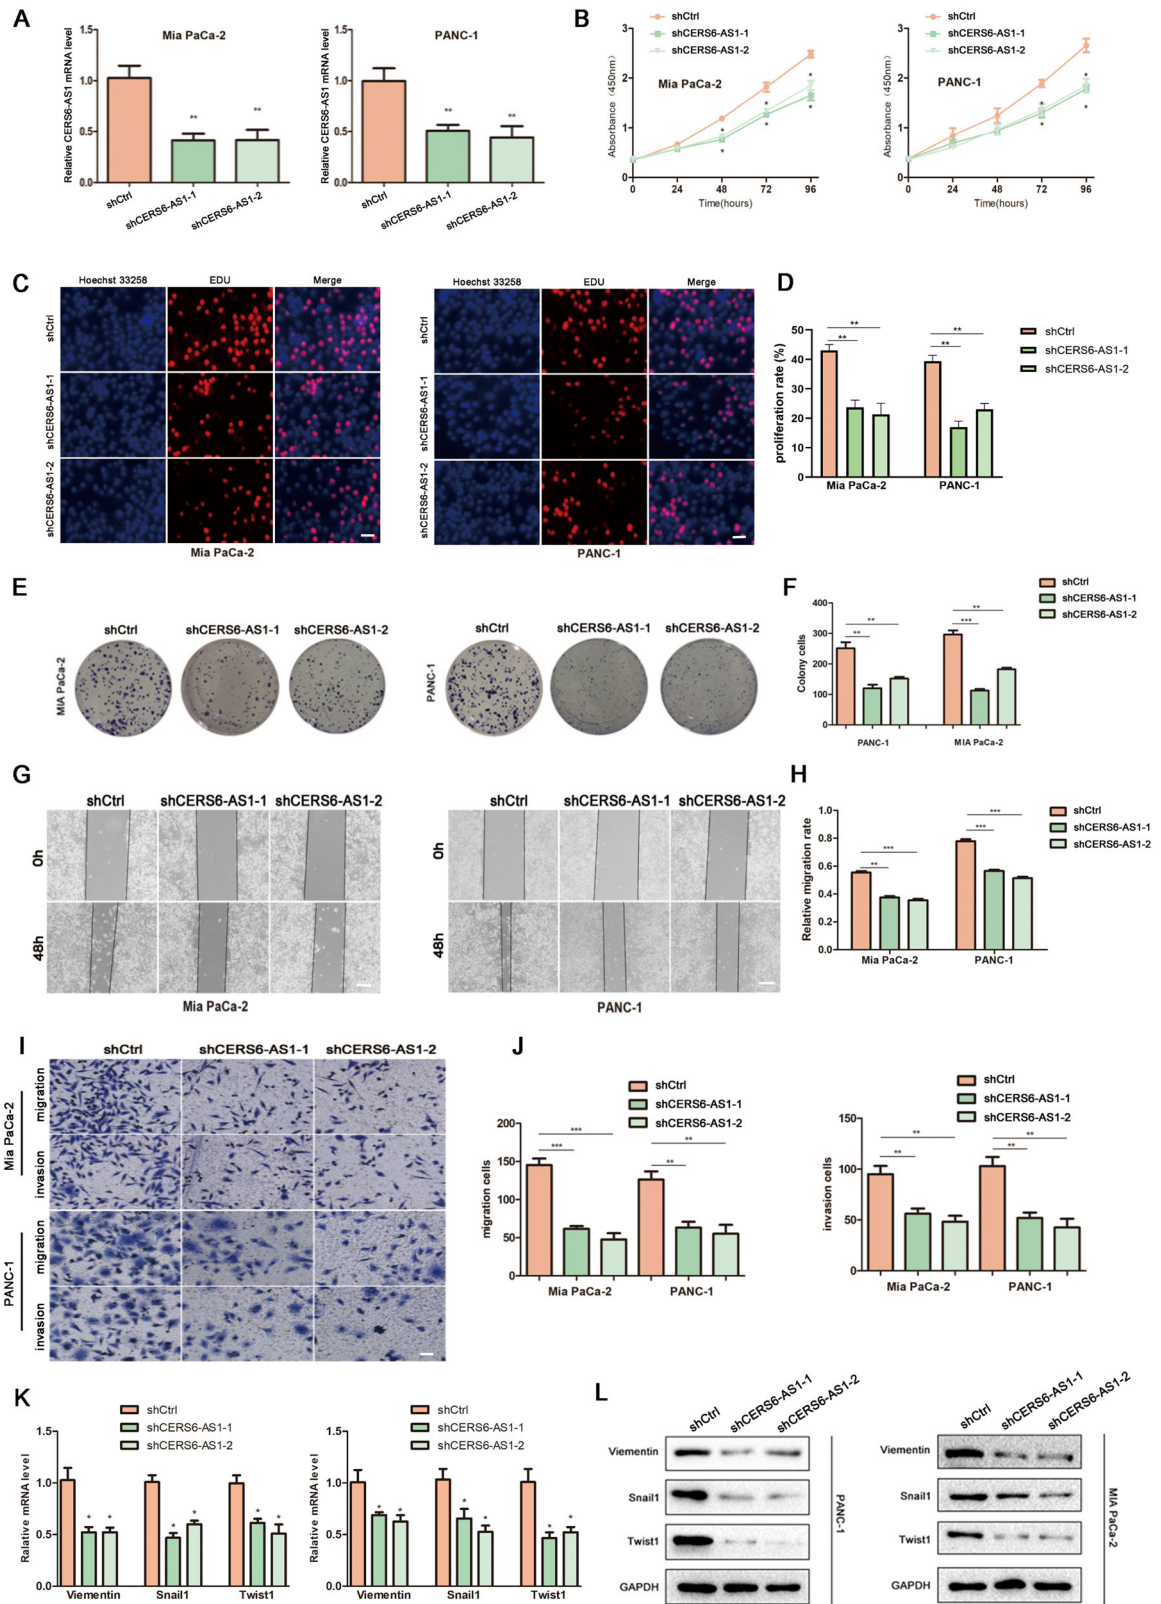 A
Mia PaCa-2
PANC-1
Relative CERS6-AS1 mRNA level
1.5
1.0
0.5
0.0
**
**
shCtrl
shCERS6-AS1-1
shCERS6-AS1-2
Relative CERS6-AS1 mRNA level
1.5
1.0
0.5
0.0
**
**
shCtrl
shCERS6-AS1-1
shCERS6-AS1-2
B
shCtrl
shCERS6-AS1-1
shCERS6-AS1-2
Mia PaCa-2
Absorbance (450nm)
3
2
1
0
0 24 48 72 96
Time(hours)
* * * * *
shCtrl
shCERS6-AS1-1
shCERS6-AS1-2
PANC-1
Absorbance (450nm)
3
2
1
0
0 24 48 72 96
Time(hours)
* * * *
C
Hoechst 33258 EDU Merge
shCtrl
shCERS6-AS1-1
shCERS6-AS1-2
Mia PaCa-2
Hoechst 33258 EDU Merge
shCtrl
shCERS6-AS1-1
shCERS6-AS1-2
PANC-1
D
proliferation rate (%)
50
40
30
20
10
0
** ** ** **
Mia PaCa-2 PANC-1
shCtrl
shCERS6-AS1-1
shCERS6-AS1-2
E
shCtrl shCERS6-AS1-1 shCERS6-AS1-2
MIA PaCa-2
shCtrl shCERS6-AS1-1 shCERS6-AS1-2
PANC-1
F
shCtrl
shCERS6-AS1-1
shCERS6-AS1-2
Colony cells
400
300
200
100
0
** ** ** ***
PANC-1 MIA PaCa-2
G
shCtrl shCERS6-AS1-1 shCERS6-AS1-2
0h
48h
Mia PaCa-2
shCtrl shCERS6-AS1-1 shCERS6-AS1-2
0h
48h
PANC-1
H
Relative migration rate
1.0
0.8
0.6
0.4
0.2
0.0
*** ** *** ***
Mia PaCa-2 PANC-1
shCtrl
shCERS6-AS1-1
shCERS6-AS1-2
I
shCtrl shCERS6-AS1-1 shCERS6-AS1-2
Mia PaCa-2
migration
invasion
PANC-1
migration
invasion
J
shCtrl
shCERS6-AS1-1
shCERS6-AS1-2
migration cells
200
150
100
50
0
*** *** ** **
Mia PaCa-2 PANC-1
shCtrl
shCERS6-AS1-1
shCERS6-AS1-2
invasion cells
150
100
50
0
** ** ** **
Mia PaCa-2 PANC-1
K
shCtrl
shCERS6-AS1-1
shCERS6-AS1-2
Ralative mRNA level
1.5
1.0
0.5
0.0
* * * * * *
Viementin Snail1 Twist1
shCtrl
shCERS6-AS1-1
shCERS6-AS1-2
Ralative mRNA level
1.5
1.0
0.5
0.0
* * * * * *
Viementin Snail1 Twist1
L
shCtrl shCERS6-AS1-1 shCERS6-AS1-2
Viementin
Snail1
Twist1
GAPDH
PANC-1
shCtrl shCERS6-AS1-1 shCERS6-AS1-2
Viementin
Snail1
Twist1
GAPDH
MIA PaCa-2